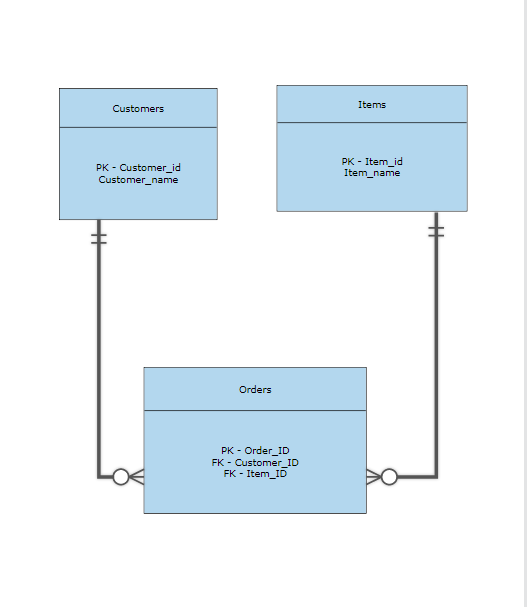 Customers
PK - Customer_id
Customer_name
Items
PK - Item_id
Item_name
Orders
PK - Order_ID
FK - Customer_ID
FK - Item_ID